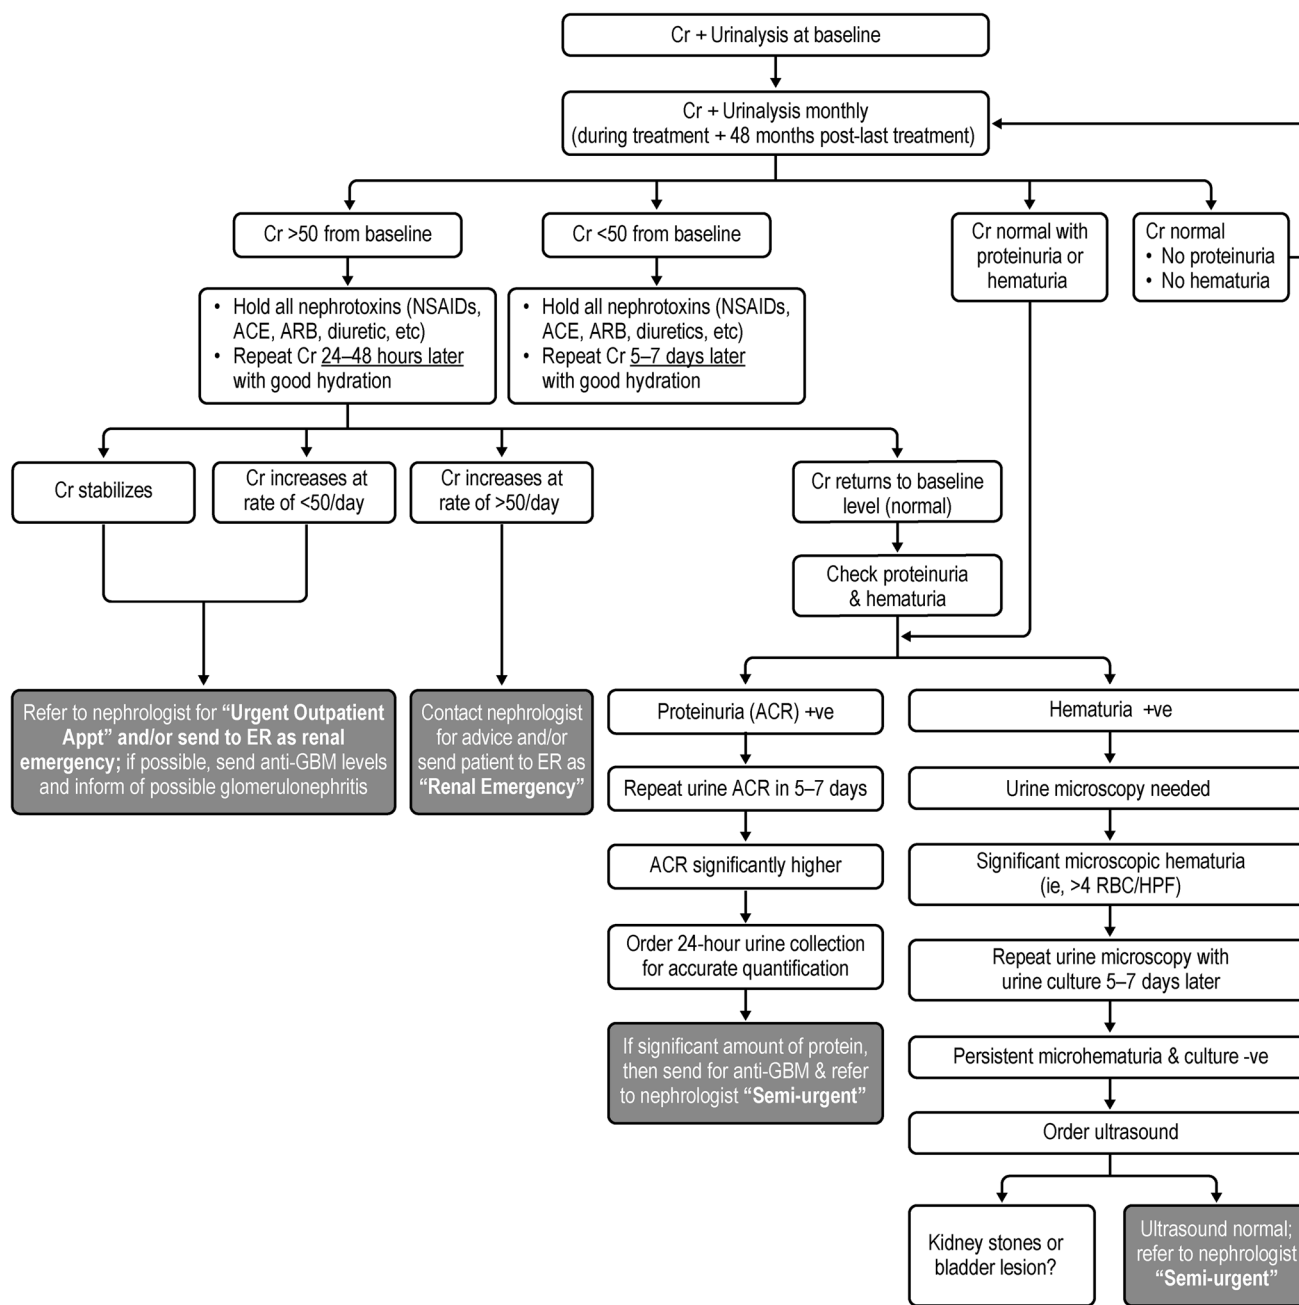 Cr + Urinalysis at baseline
Cr + Urinalysis monthly
(during treatment + 48 months post-last treatment)
Cr >50 from baseline
Cr <50 from baseline
Cr normal with
proteinuria or
hematuria
Cr normal
• No proteinuria
• No hematuria
• Hold all nephrotoxins (NSAIDs,
ACE, ARB, diuretic, etc)
• Repeat Cr 24–48 hours later
with good hydration
• Hold all nephrotoxins (NSAIDs,
ACE, ARB, diuretics, etc)
• Repeat Cr 5–7 days later
with good hydration
Cr stabilizes
Cr increases at
rate of <50/day
Cr increases at
rate of >50/day
Cr returns to baseline
level (normal)
Check proteinuria
& hematuria
Refer to nephrologist for “Urgent Outpatient
Appt” and/or send to ER as renal
emergency; if possible, send anti-GBM levels
and inform of possible glomerulonephritis
Contact nephrologist
for advice and/or
send patient to ER as
“Renal Emergency”
Proteinuria (ACR) +ve
Repeat urine ACR in 5–7 days
ACR significantly higher
Order 24-hour urine collection
for accurate quantification
If significant amount of protein,
then send for anti-GBM & refer
to nephrologist “Semi-urgent”
Hematuria +ve
Urine microscopy needed
Significant microscopic hematuria
(ie, >4 RBC/HPF)
Repeat urine microscopy with
urine culture 5–7 days later
Persistent microhematuria & culture -ve
Order ultrasound
Kidney stones or
bladder lesion?
Ultrasound normal;
refer to nephrologist
“Semi-urgent”